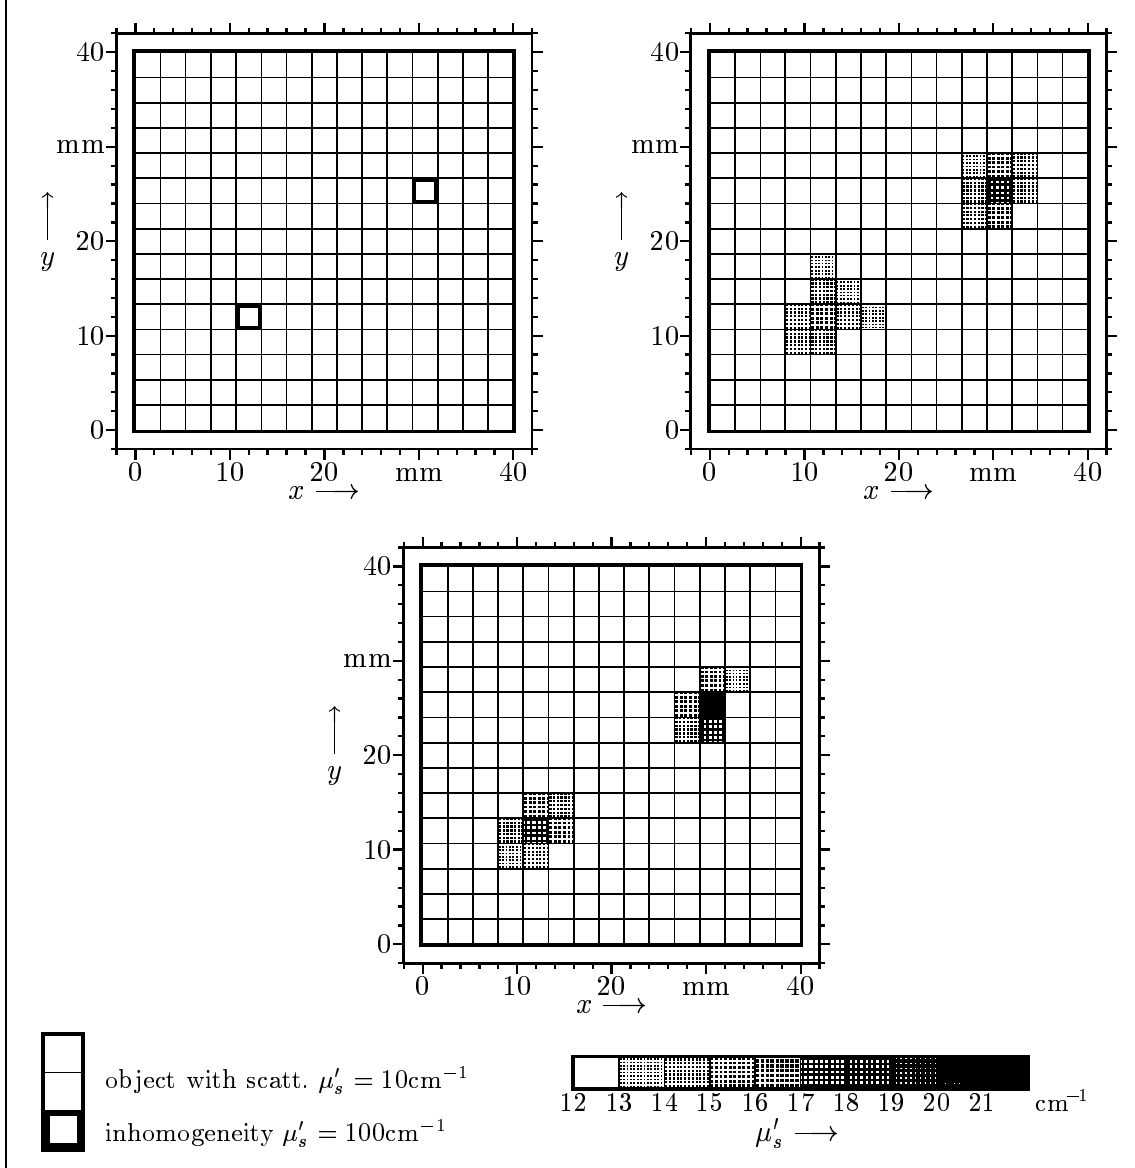 40 40
mm mm
y ⟶ y ⟶
20 20
10 10
0 0
0 10 20 mm 40 0 10 20 mm 40
x ⟶ x ⟶
40
mm
y ⟶
20
10
0
0 10 20 mm 40
x ⟶
object with scatt. μ′s = 10cm−1
inhomogeneity μ′s = 100cm−1
12 13 14 15 16 17 18 19 20 21 cm−1
μ′s ⟶